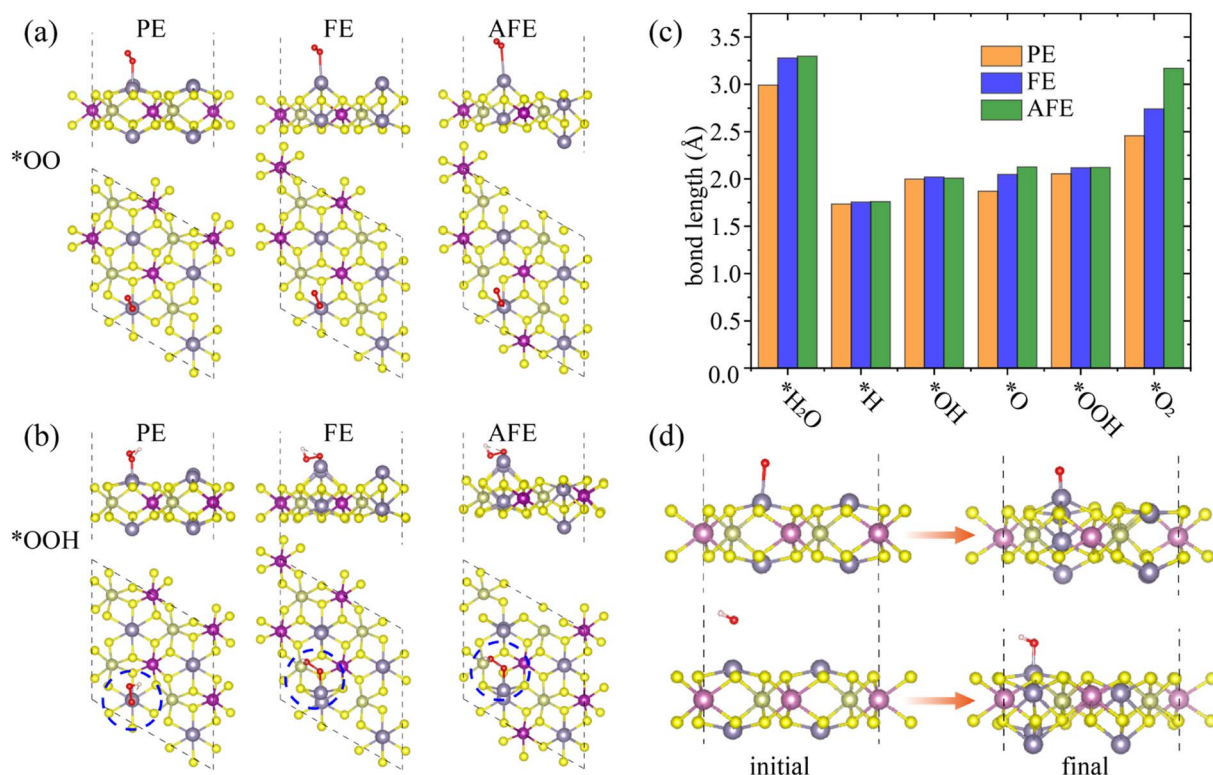 (a)
PE
FE
AFE
*OO
(b)
PE
FE
AFE
*OOH
(c)
bond length (Å)
3.5
3.0
2.5
2.0
1.5
1.0
0.5
0.0
PE
FE
AFE
*H₂O
*H
*OH
*O
*OOH
*O₂
(d)
initial
final